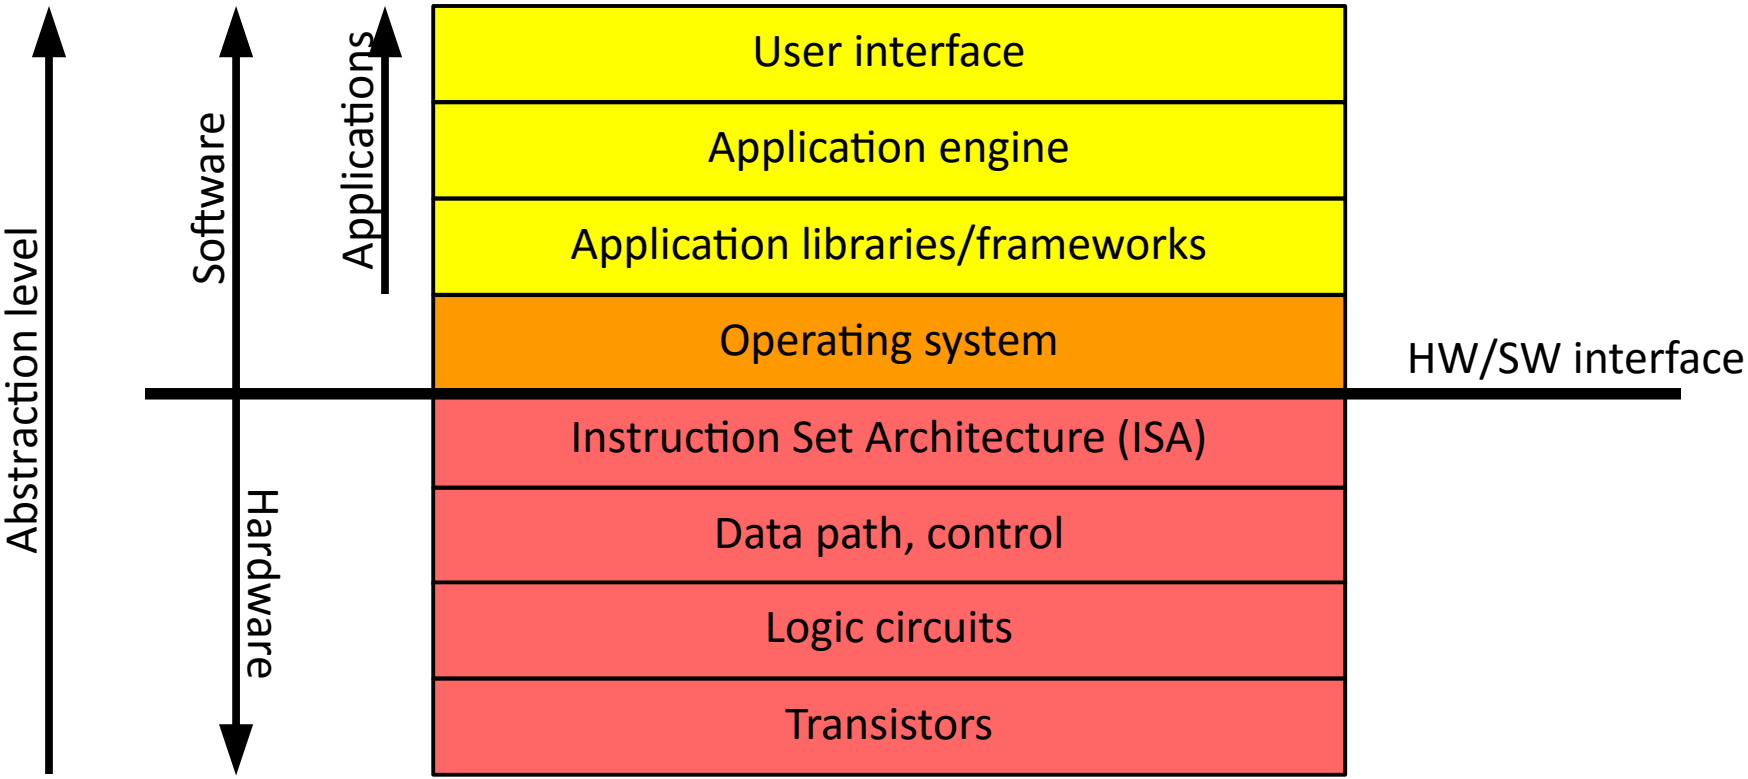 User interface
Application engine
Application libraries/frameworks
Operating system
Instruction Set Architecture (ISA)
Data path, control
Logic circuits
Transistors
HW/SW interface
Abstraction level
Software
Hardware
Applications